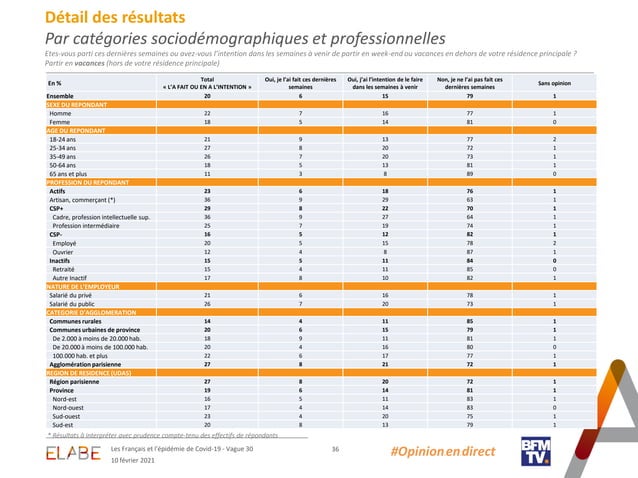 Détail des résultats
Par catégories sociodémographiques et professionnelles
Etes-vous parti ces dernières semaines ou avez-vous l'intention dans les semaines à venir de partir en week-end ou vacances en dehors de votre résidence principale ?
Partir en vacances (hors de votre résidence principale)
En % Total « L'A FAIT OU EN A L'INTENTION » Oui, je l'ai fait ces dernières semaines Oui, j'ai l'intention de le faire dans les semaines à venir Non, je ne l'ai pas fait ces dernières semaines Sans opinion
Ensemble 20 6 15 79 1
SEXE DU REPONDANT
Homme 22 7 16 77 1
Femme 18 5 14 81 0
AGE DU REPONDANT
18-24 ans 21 9 13 77 2
25-34 ans 27 8 20 72 1
35-49 ans 26 7 20 73 1
50-64 ans 18 5 13 81 1
65 ans et plus 11 3 8 89 0
PROFESSION DU REPONDANT
Actifs 23 6 18 76 1
Artisan, commerçant (*) 36 9 29 63 1
CSP+ 29 8 22 70 1
Cadre, profession intellectuelle sup. 36 9 27 64 1
Profession intermédiaire 25 7 19 74 1
CSP- 16 5 12 82 1
Employé 20 5 15 78 2
Ouvrier 12 4 8 87 1
Inactifs 15 5 11 84 0
Retraité 15 4 11 85 0
Autre inactif 17 8 10 82 1
NATURE DE L'EMPLOYEUR
Salarié du privé 21 6 16 78 1
Salarié du public 26 7 20 73 1
CATEGORIE D'AGGLOMERATION
Communes rurales 14 4 11 85 1
Communes urbaines de province 20 6 15 79 1
De 2.000 à moins de 20.000 hab. 18 9 11 81 1
De 20.000 à moins de 100.000 hab. 20 4 16 80 0
100.000 hab. et plus 22 6 17 77 1
Agglomération parisienne 27 8 21 72 1
REGION DE RESIDENCE (UDA5)
Région parisienne 27 8 20 72 1
Province 19 6 14 81 1
Nord-est 16 5 11 83 1
Nord-ouest 17 4 14 83 0
Sud-ouest 23 4 20 75 1
Sud-est 20 8 13 79 1
* Résultats à interpréter avec prudence compte-tenu des effectifs de répondants
ELABE
Les Français et l'épidémie de Covid-19 - Vague 30
10 février 2021
36
#Opinion en direct
BFM
TV.